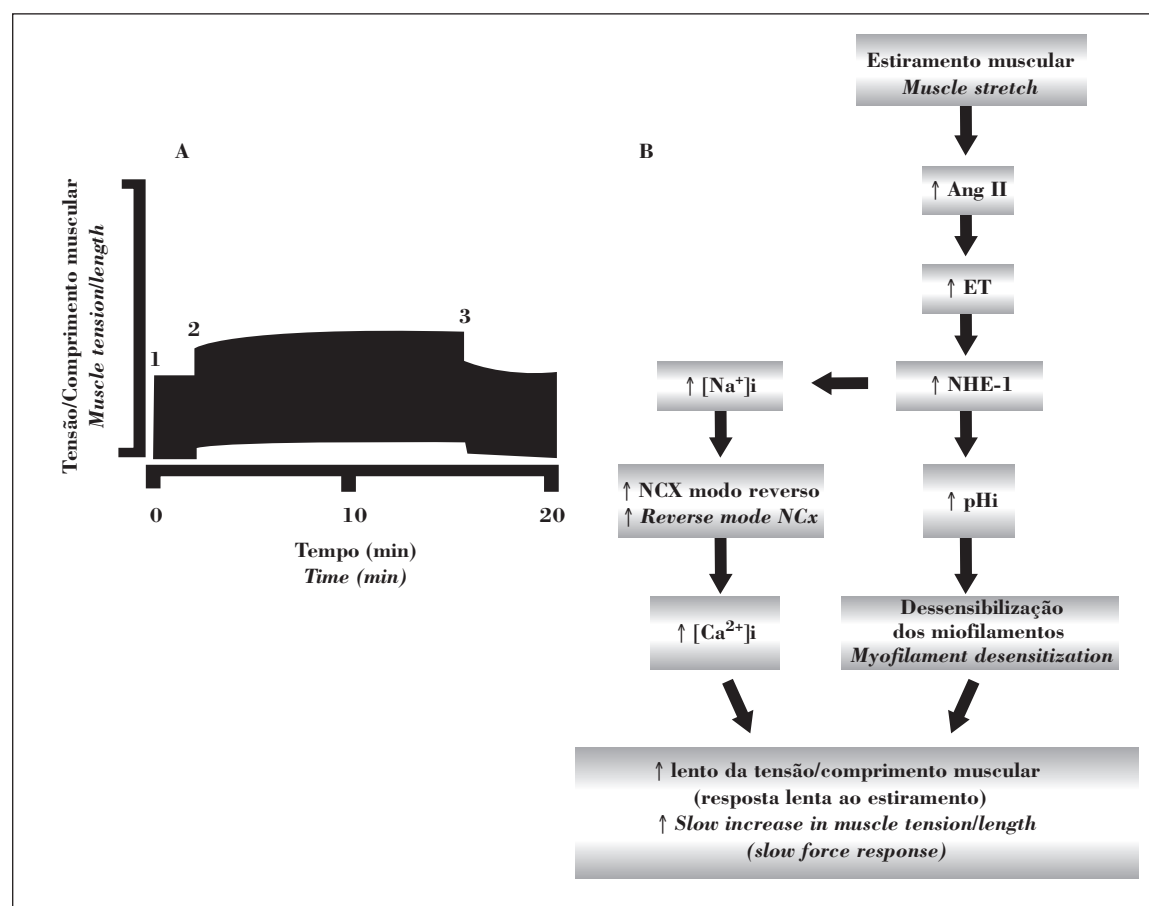 A
Tensão/Comprimento muscular
Muscle tension/length
1
2
3
0
10
20
Tempo (min)
Time (min)
B
Estiramento muscular
Muscle stretch
↑ Ang II
↑ ET
↑ [Na⁺]i
↑ NHE-1
↑ NCX modo reverso
↑ Reverse mode NCx
↑ pHi
↑ [Ca²⁺]i
Dessensibilização
dos miofilamentos
Myofilament desensitization
↑ lento da tensão/comprimento muscular
(resposta lenta ao estiramento)
↑ Slow increase in muscle tension/length
(slow force response)